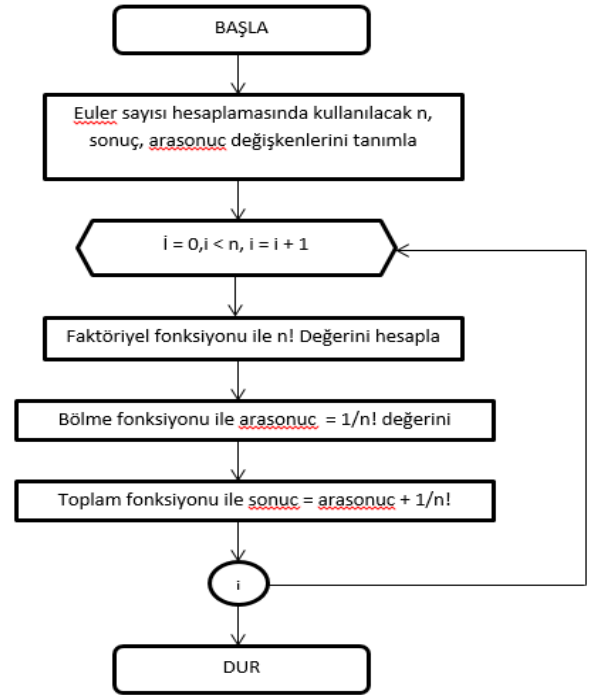 BAŞLA
Euler sayısı hesaplamasında kullanılacak n,
sonuç, arasonuc değişkenlerini tanımla
İ = 0,i < n, i = i + 1
Faktöriyel fonksiyonu ile n! Değerini hesapla
Bölme fonksiyonu ile arasonuc = 1/n! değerini
Toplam fonksiyonu ile sonuc = arasonuc + 1/n!
i
DUR